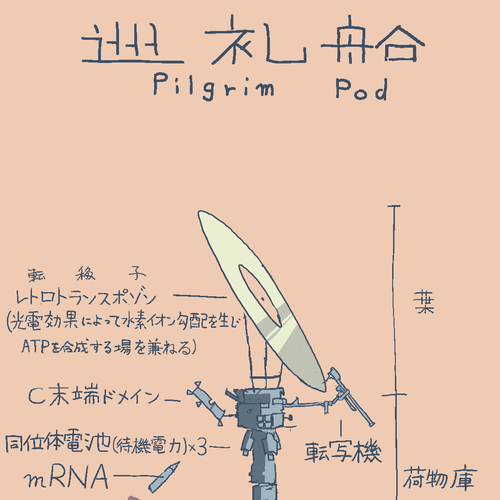 巡礼船
Pilgrim Pod
転移子
レトロトランスポゾン
(光電効果によって水素イオン勾配を生じ
ATPを合成する場を兼ねる)
葉
C末端ドメイン
同位体電池(待機電力)×3
転写機
mRNA
荷物庫